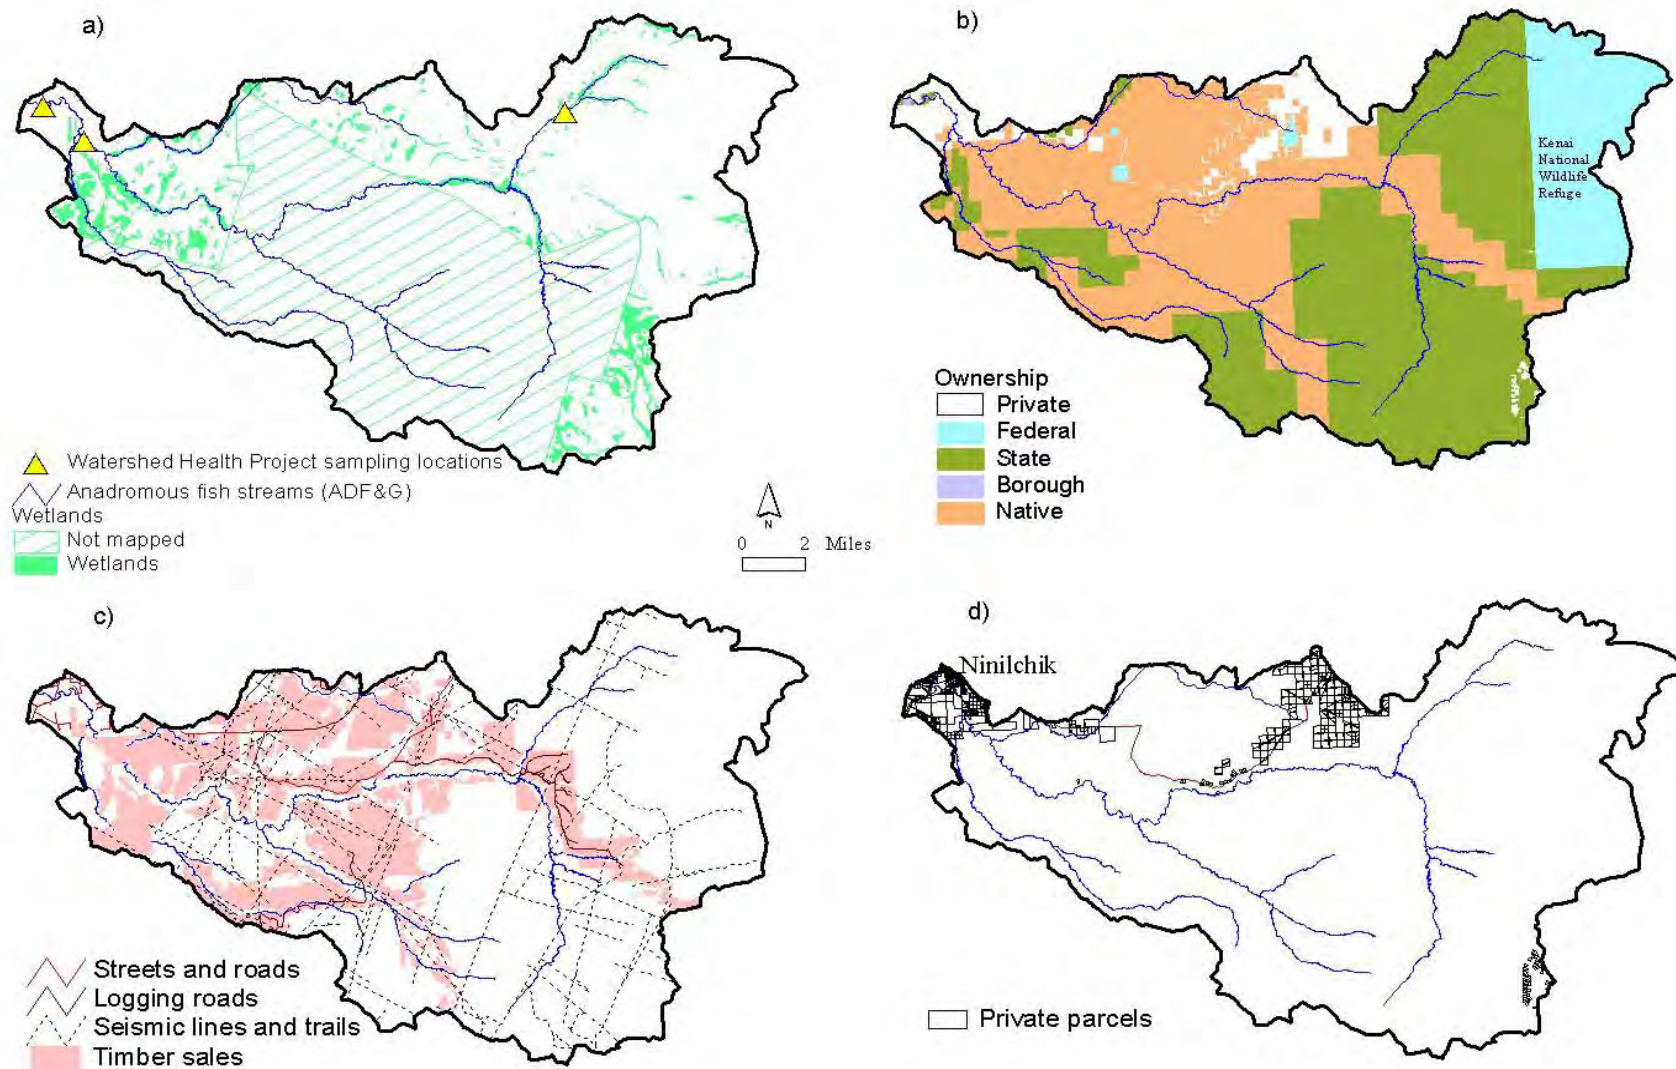 a)
Watershed Health Project sampling locations
Anadromous fish streams (ADF&G)
Wetlands
Not mapped
Wetlands
N
0 2 Miles
b)
Kenai
National
Wildlife
Refuge
Ownership
Private
Federal
State
Borough
Native
c)
Streets and roads
Logging roads
Seismic lines and trails
Timber sales
d)
Ninilchik
Private parcels